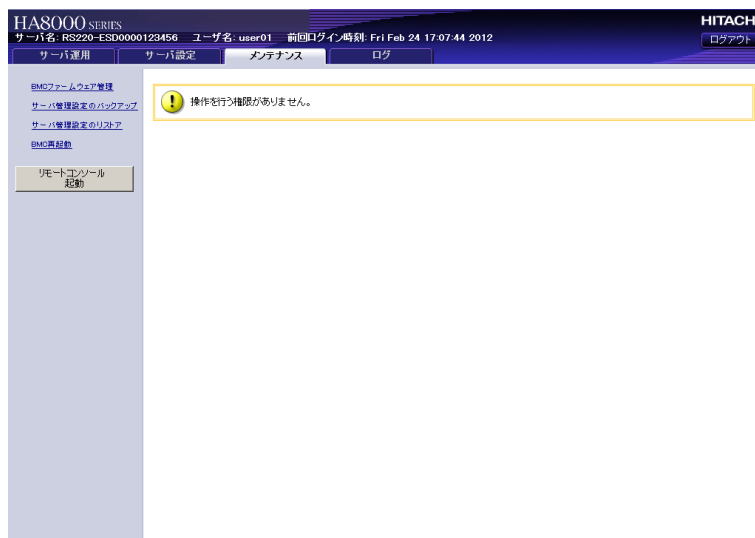 HA8000 SERIES
HITACH
サーバ名: RS220-ESD0000123456 ユーザ名: user01 前回ログイン時刻: Fri Feb 24 17:07:44 2012
ログアウト
サーバ運用 サーバ設定 メンテナンス ログ
BMCファームウェア管理
サーバ管理設定のバックアップ
サーバ管理設定のリストア
BMC再起動
リモートコンソール
起動
操作を行う権限がありません。